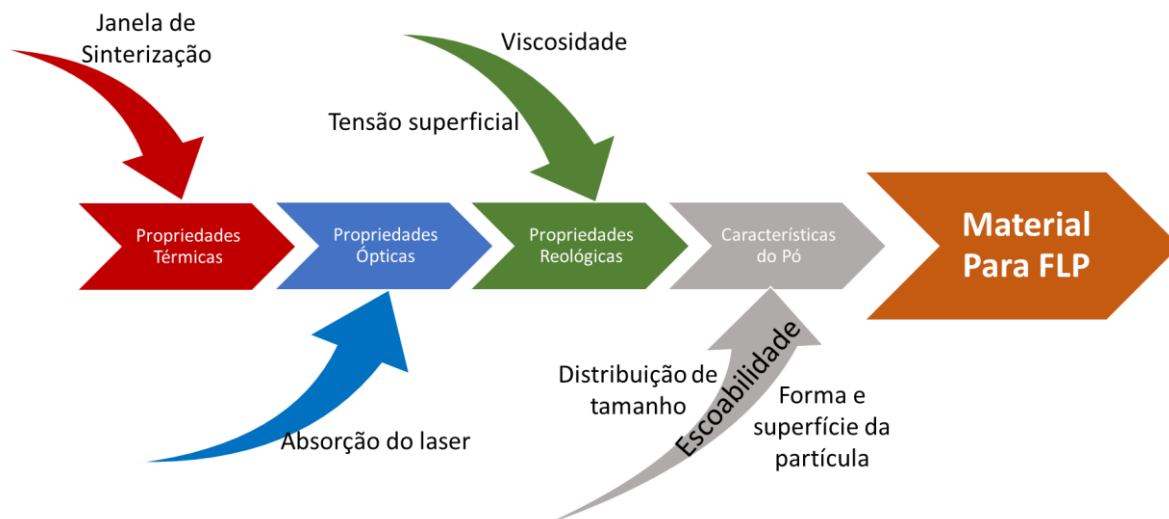 Janela de
Sinterização
Viscosidade
Tensão superficial
Propriedades
Térmicas
Propriedades
Ópticas
Propriedades
Reológicas
Características
do Pó
Material
Para FLP
Absorção do laser
Distribuição de
tamanho
Escoabilidade
Forma e
superfície da
partícula